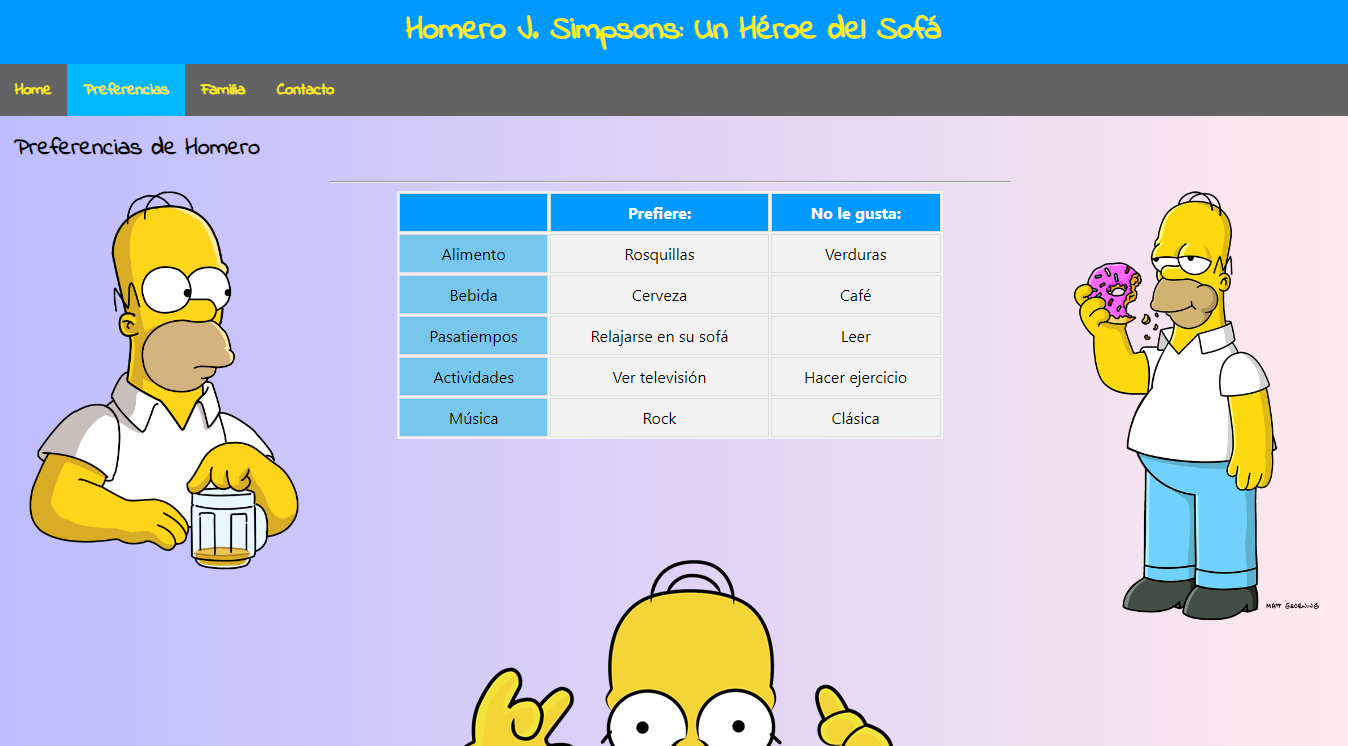 Homero J. Simpsons: Un Héroe del Sofá
Home Preferencias Familia Contacto
Preferencias de Homero
Prefiere: No le gusta:
Alimento Rosquillas Verduras
Bebida Cerveza Café
Pasatiempos Relajarse en su sofá Leer
Actividades Ver televisión Hacer ejercicio
Música Rock Clásica
MATT GROENING